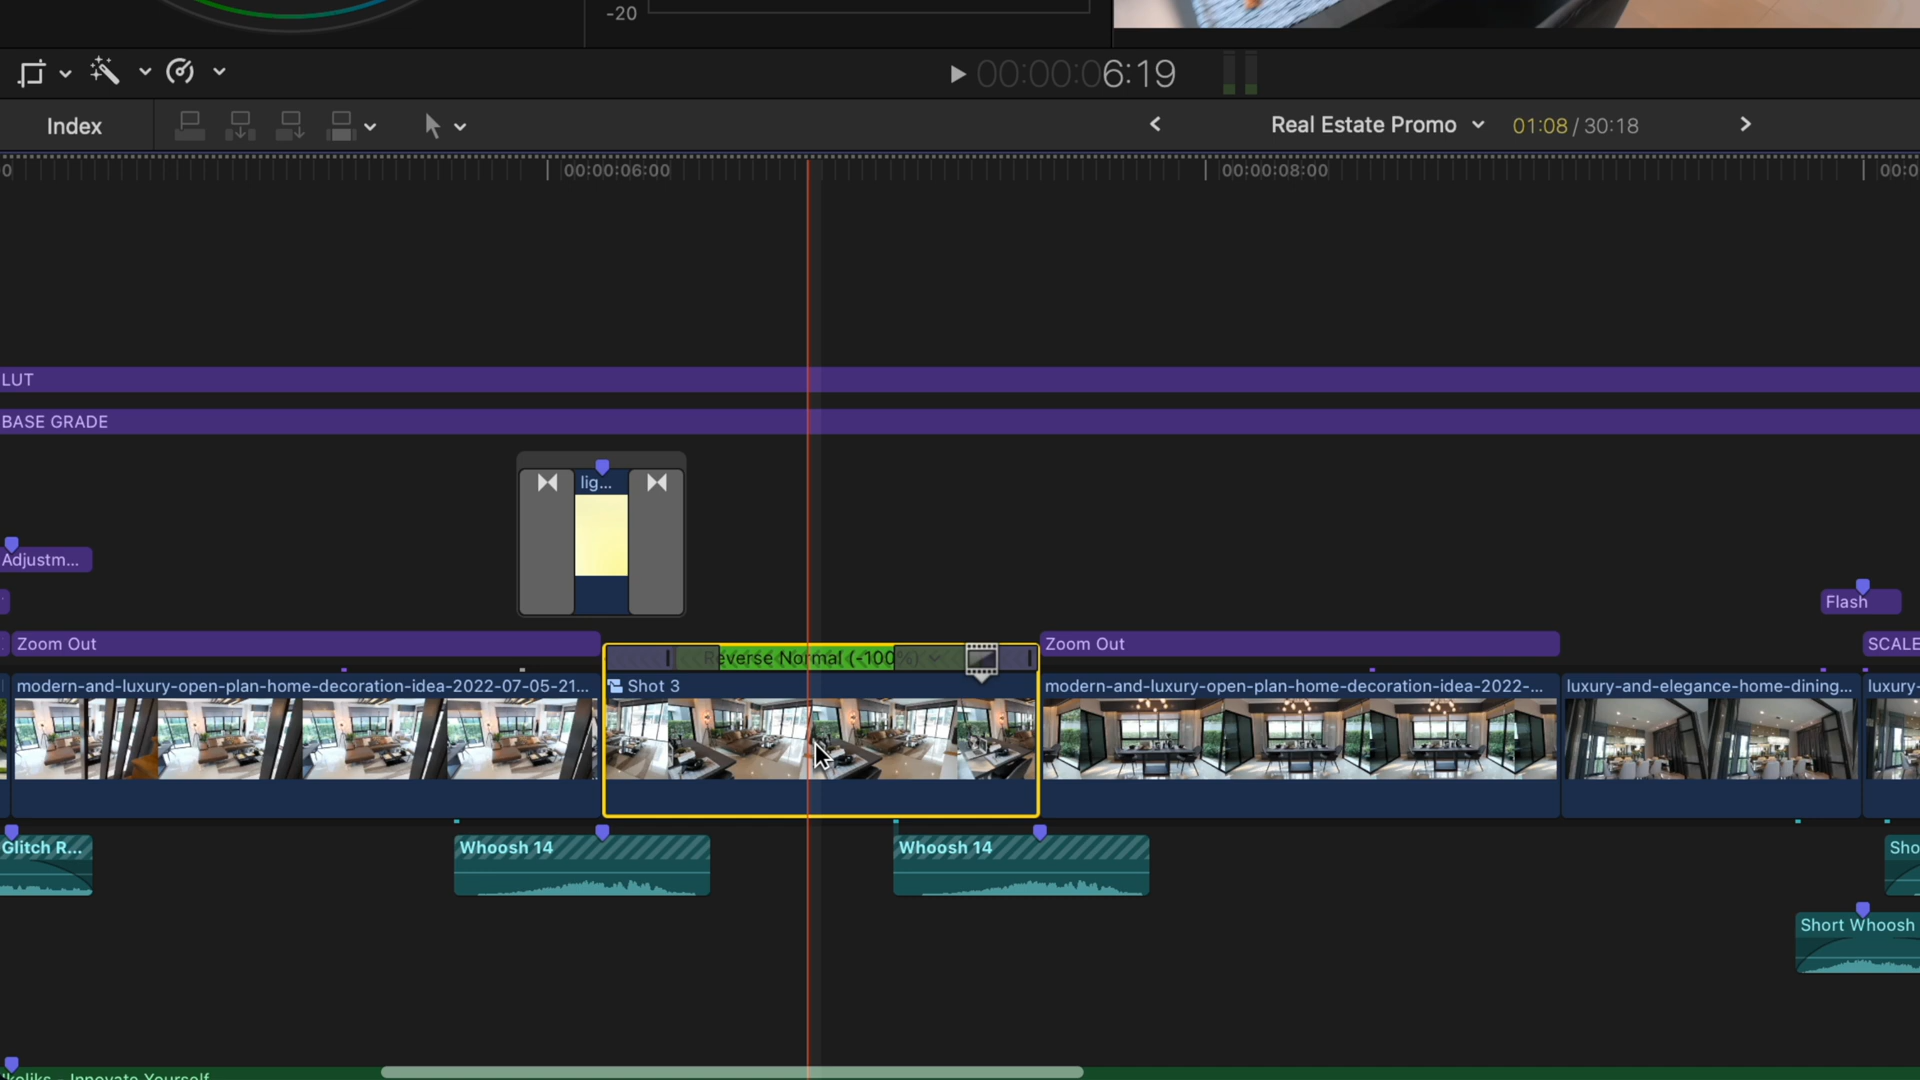 -20
00:00:06:19
Index
Real Estate Promo
01:08 / 30:18
00:00:06:00
00:00:08:00
LUT
BASE GRADE
lig...
Adjustm...
Flash
Zoom Out
Zoom Out
SCALE
Reverse Normal (-100%)
modern-and-luxury-open-plan-home-decoration-idea-2022-07-05-21...
Shot 3
modern-and-luxury-open-plan-home-decoration-idea-2022-...
luxury-and-elegance-home-dining...
luxury-
Glitch R...
Whoosh 14
Whoosh 14
Sho
Short Whoosh
Innovate Yourself